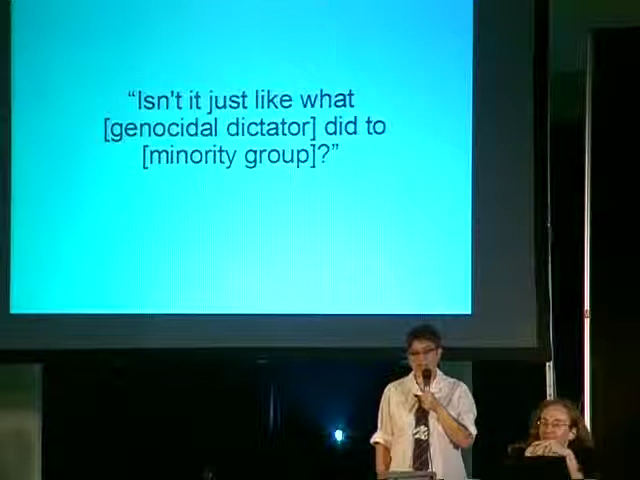 “Isn't it just like what
[genocidal dictator] did to
[minority group]?”